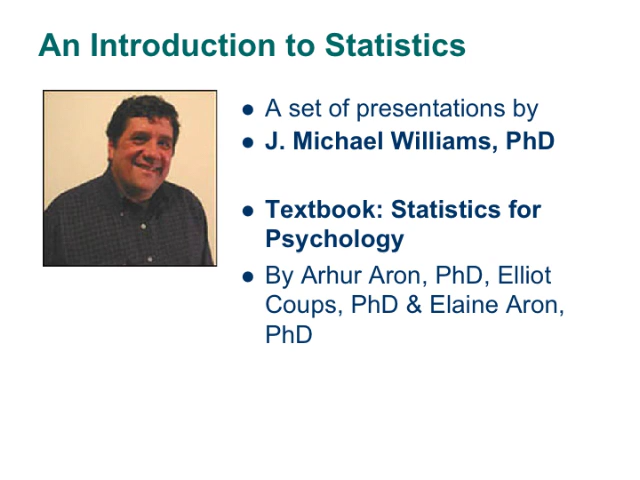 An Introduction to Statistics
● A set of presentations by
● J. Michael Williams, PhD
● Textbook: Statistics for
Psychology
● By Arhur Aron, PhD, Elliot
Coups, PhD & Elaine Aron,
PhD